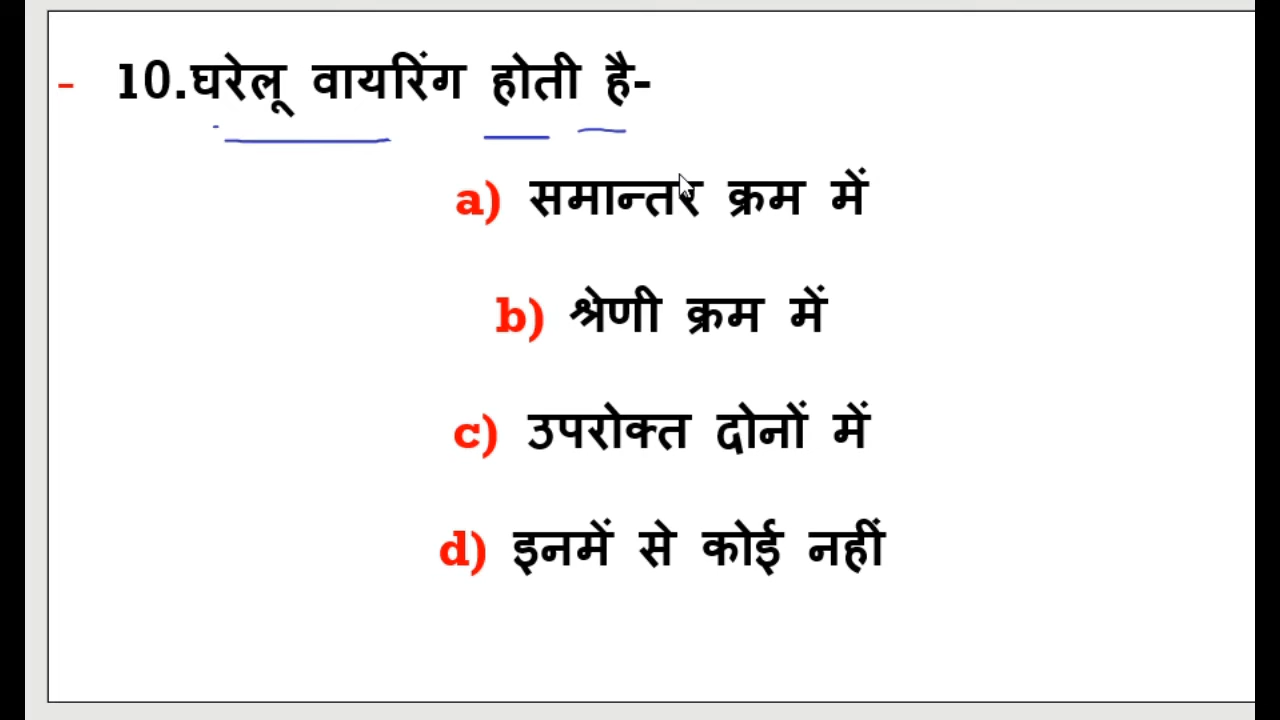 - 10.घरेलू वायरिंग होती है-
a) समान्तर क्रम में
b) श्रेणी क्रम में
c) उपरोक्त दोनों में
d) इनमें से कोई नहीं